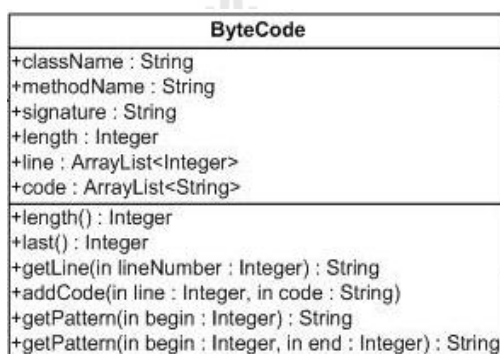 ByteCode
+className : String
+methodName : String
+signature : String
+length : Integer
+line : ArrayList<Integer>
+code : ArrayList<String>
+length() : Integer
+last() : Integer
+getLine(in lineNumber : Integer) : String
+addCode(in line : Integer, in code : String)
+getPattern(in begin : Integer) : String
+getPattern(in begin : Integer, in end : Integer) : String